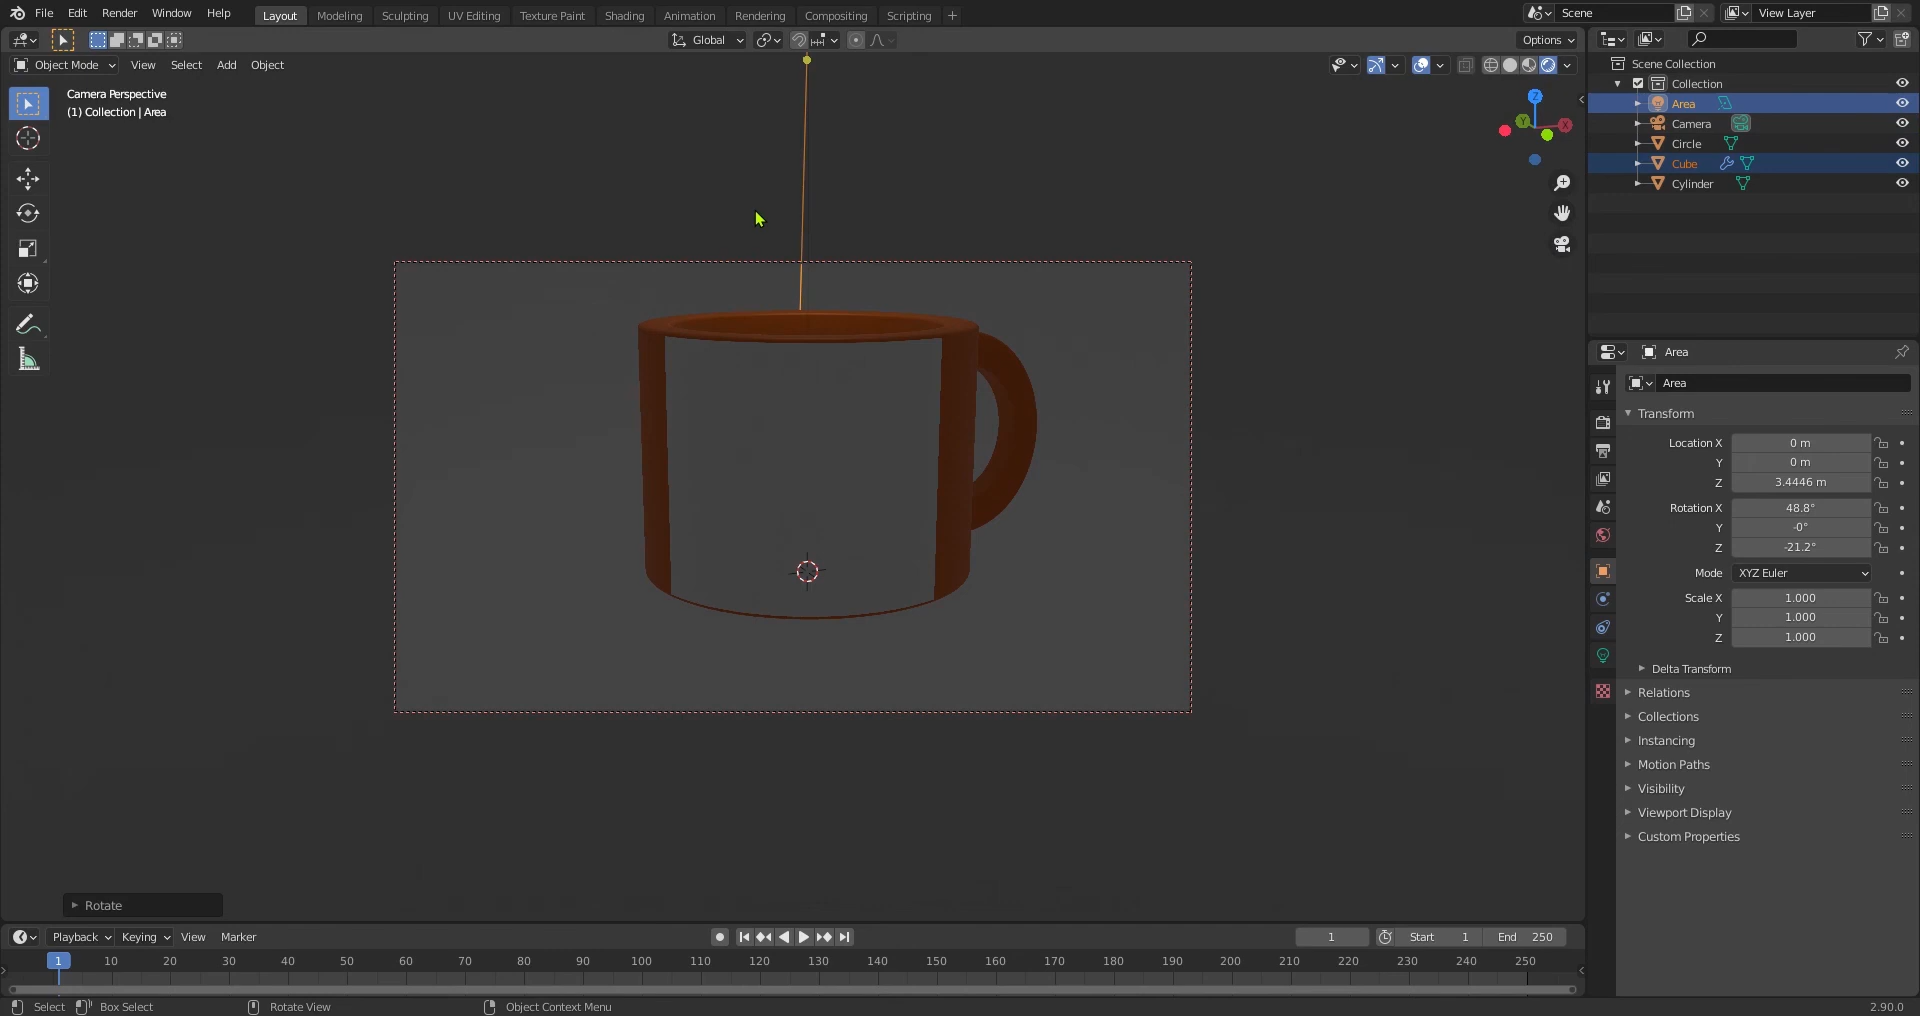 File Edit Render Window Help Layout Modeling Sculpting UV Editing Texture Paint Shading Animation Rendering Compositing Scripting + Scene View Layer
Global Options
Object Mode View Select Add Object
Camera Perspective
(1) Collection | Area
Z
Y
X
Scene Collection
Collection
Area
Camera
Circle
Cube
Cylinder
Area
Area
Transform
Location X 0 m
Y 0 m
Z 3.4446 m
Rotation X 48.8°
Y -0°
Z -21.2°
Mode XYZ Euler
Scale X 1.000
Y 1.000
Z 1.000
Delta Transform
Relations
Collections
Instancing
Motion Paths
Visibility
Viewport Display
Custom Properties
Rotate
Playback Keying View Marker 1 Start 1 End 250
1 10 20 30 40 50 60 70 80 90 100 110 120 130 140 150 160 170 180 190 200 210 220 230 240 250
Select Box Select Rotate View Object Context Menu 2.90.0